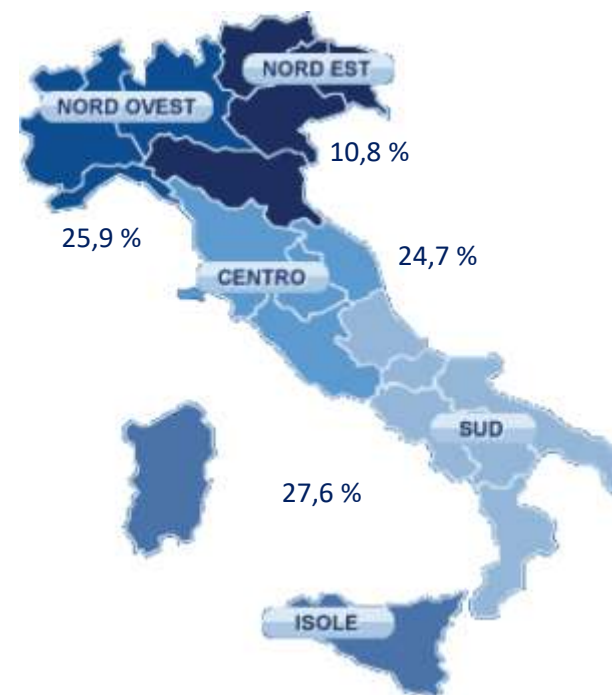 NORD EST
NORD OVEST
10,8 %
25,9 %
24,7 %
CENTRO
SUD
27,6 %
ISOLE